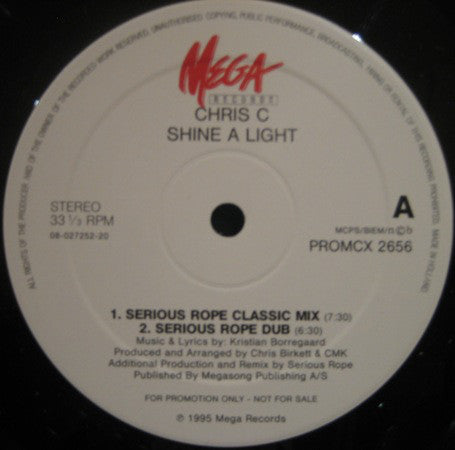 ALL RIGHTS OF THE PRODUCER, AND OF THE OWNER OF THE RECORDED WORK RESERVED. UNAUTHORISED COPYING, PUBLIC PERFORMANCE, BROADCASTING, HIRING OR RENTAL OF THIS RECORDING PROHIBITED. MADE IN HOLLAND
MEGA
RECORDS
CHRIS C
SHINE A LIGHT
STEREO
33 ⅓ RPM
08-027252-20
A
MCPS/BIEM/n©b
PROMCX 2656
1. SERIOUS ROPE CLASSIC MIX (7:30)
2. SERIOUS ROPE DUB (6:30)
Music & Lyrics by: Kristian Borregaard
Produced and Arranged by Chris Birkett & CMK
Additional Production and Remix by Serious Rope
Published By Megasong Publishing A/S
FOR PROMOTION ONLY - NOT FOR SALE
℗ 1995 Mega Records